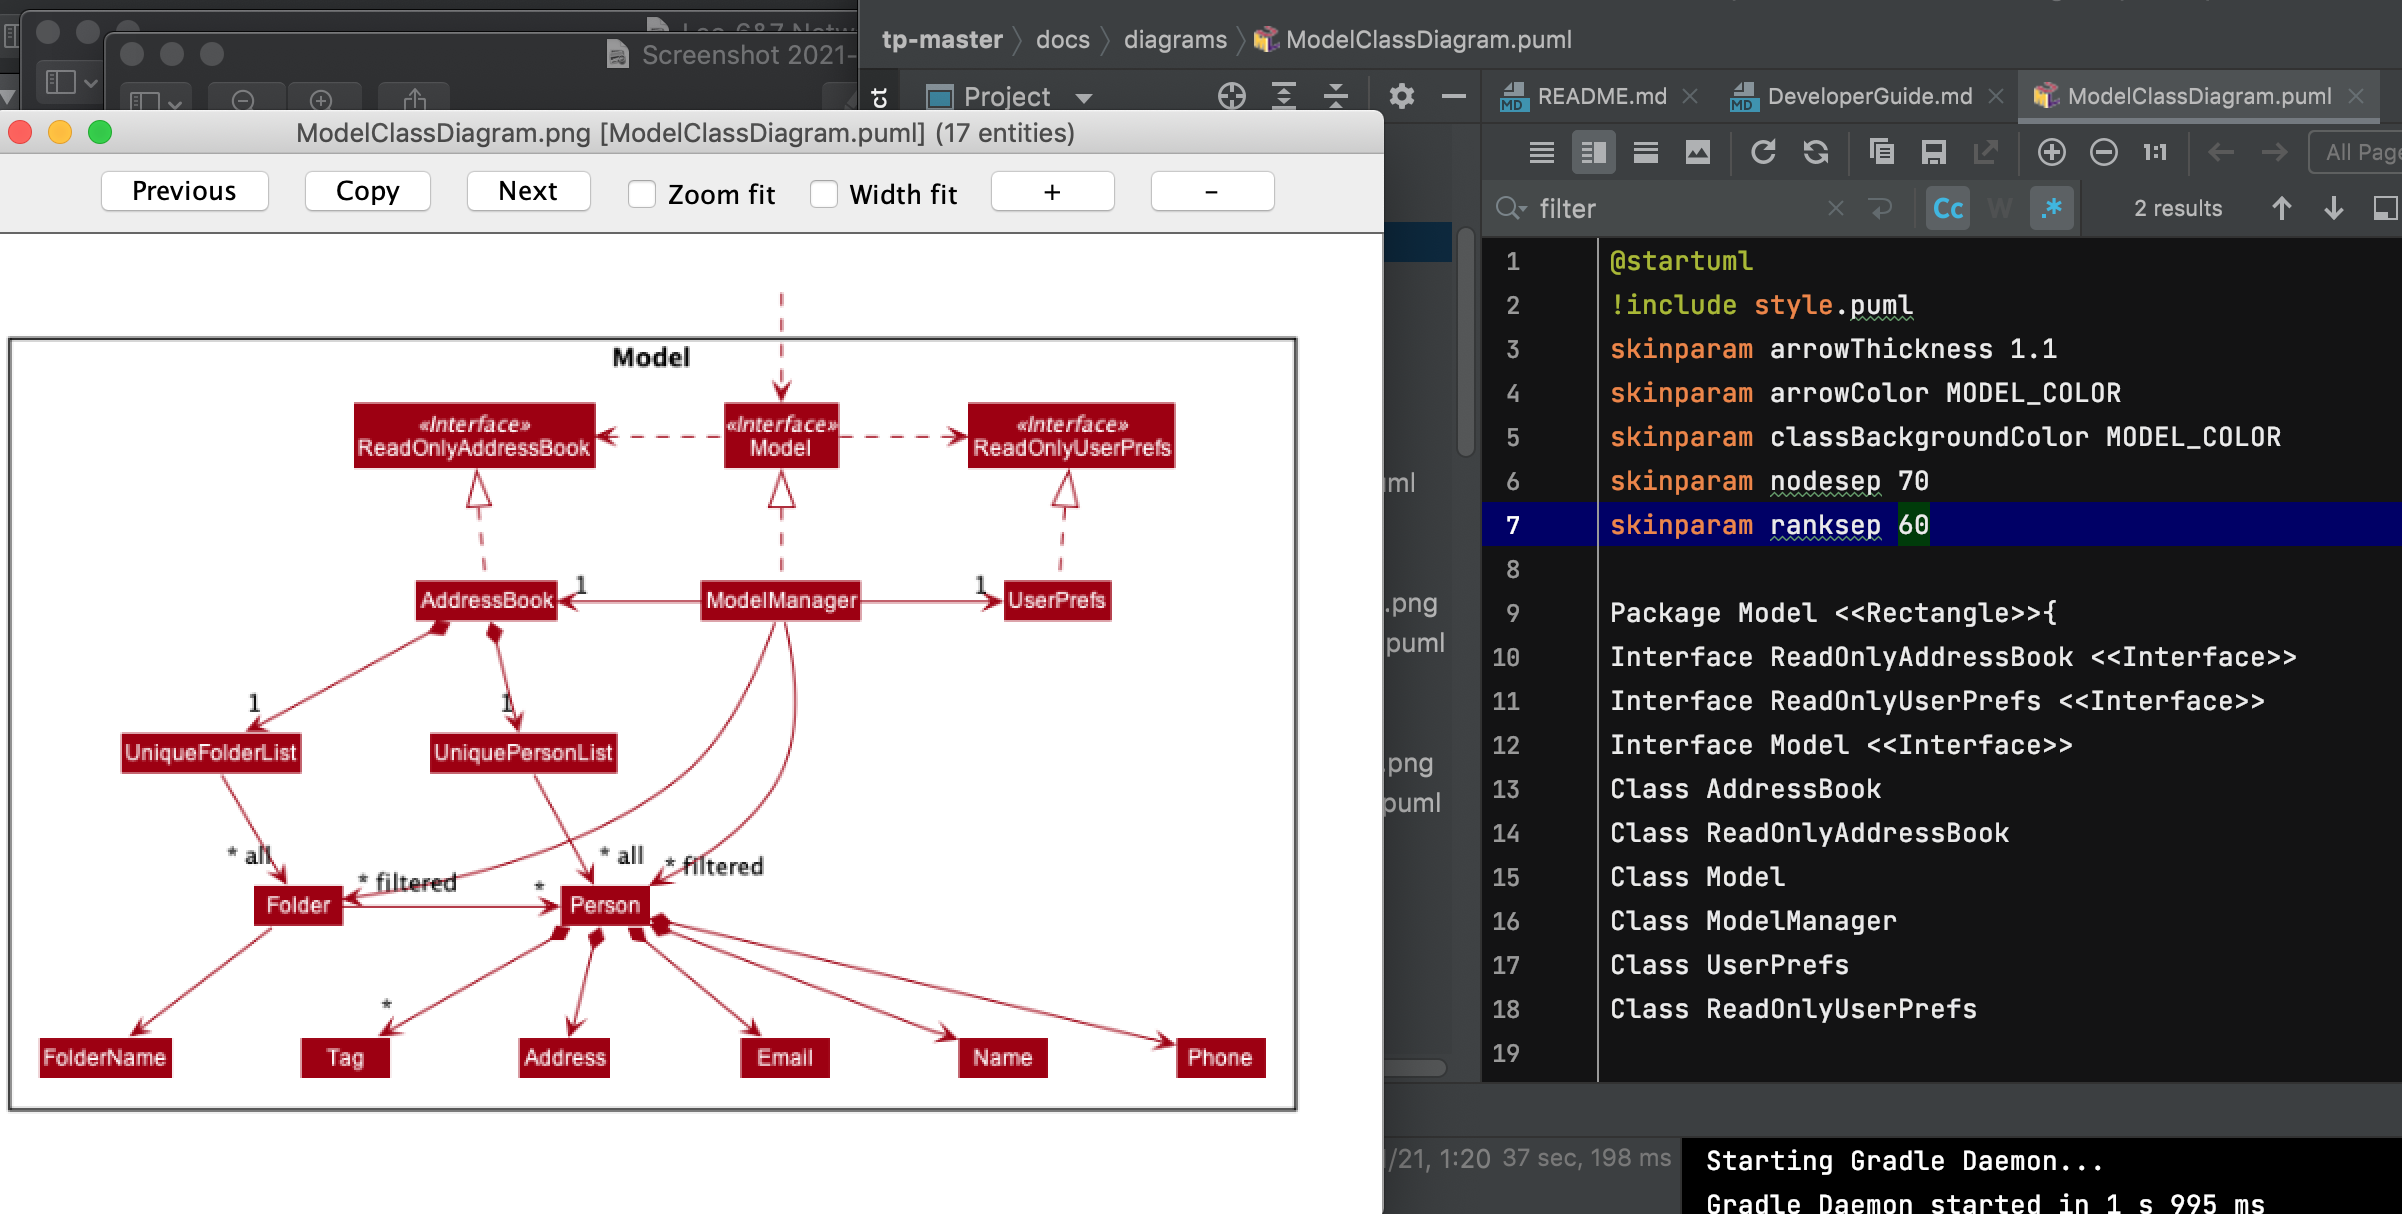 Lec 6&7 Netw
Screenshot 2021-
tp-master
docs
diagrams
ModelClassDiagram.puml
ct
Project
README.md
DeveloperGuide.md
ModelClassDiagram.puml
ModelClassDiagram.png [ModelClassDiagram.puml] (17 entities)
Previous
Copy
Next
Zoom fit
Width fit
+
-
1:1
All Page
filter
Cc
W
.*
2 results
Model
«Interface»
ReadOnlyAddressBook
«Interface»
Model
«Interface»
ReadOnlyUserPrefs
AddressBook
1
ModelManager
1
UserPrefs
1
1
UniqueFolderList
UniquePersonList
* all
* filtered
*
* all
* filtered
Folder
Person
*
FolderName
Tag
Address
Email
Name
Phone
ml
.png
puml
.png
puml
1 @startuml
2 !include style.puml
3 skinparam arrowThickness 1.1
4 skinparam arrowColor MODEL_COLOR
5 skinparam classBackgroundColor MODEL_COLOR
6 skinparam nodesep 70
7 skinparam ranksep 60
8
9 Package Model <<Rectangle>>{
10 Interface ReadOnlyAddressBook <<Interface>>
11 Interface ReadOnlyUserPrefs <<Interface>>
12 Interface Model <<Interface>>
13 Class AddressBook
14 Class ReadOnlyAddressBook
15 Class Model
16 Class ModelManager
17 Class UserPrefs
18 Class ReadOnlyUserPrefs
19
/21, 1:20 37 sec, 198 ms
Starting Gradle Daemon...
Gradle Daemon started in 1 s 995 ms